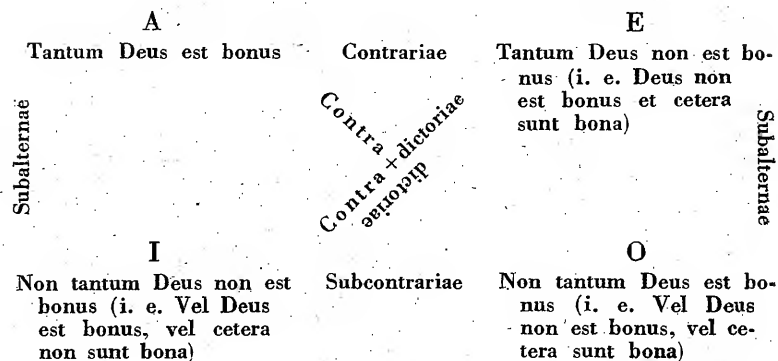 A
Tantum Deus est bonus
Contrariae
E
Tantum Deus non est bo-
nus (i. e. Deus non
est bonus et cetera
sunt bona)
Subalternae
Contra
dictoriae
Contra + dictoriae
Subalternae
I
Non tantum Deus non est
bonus (i. e. Vel Deus
est bonus, vel cetera
non sunt bona)
Subcontrariae
O
Non tantum Deus est bo-
nus (i. e. Vel Deus
non est bonus, vel ce-
tera sunt bona)